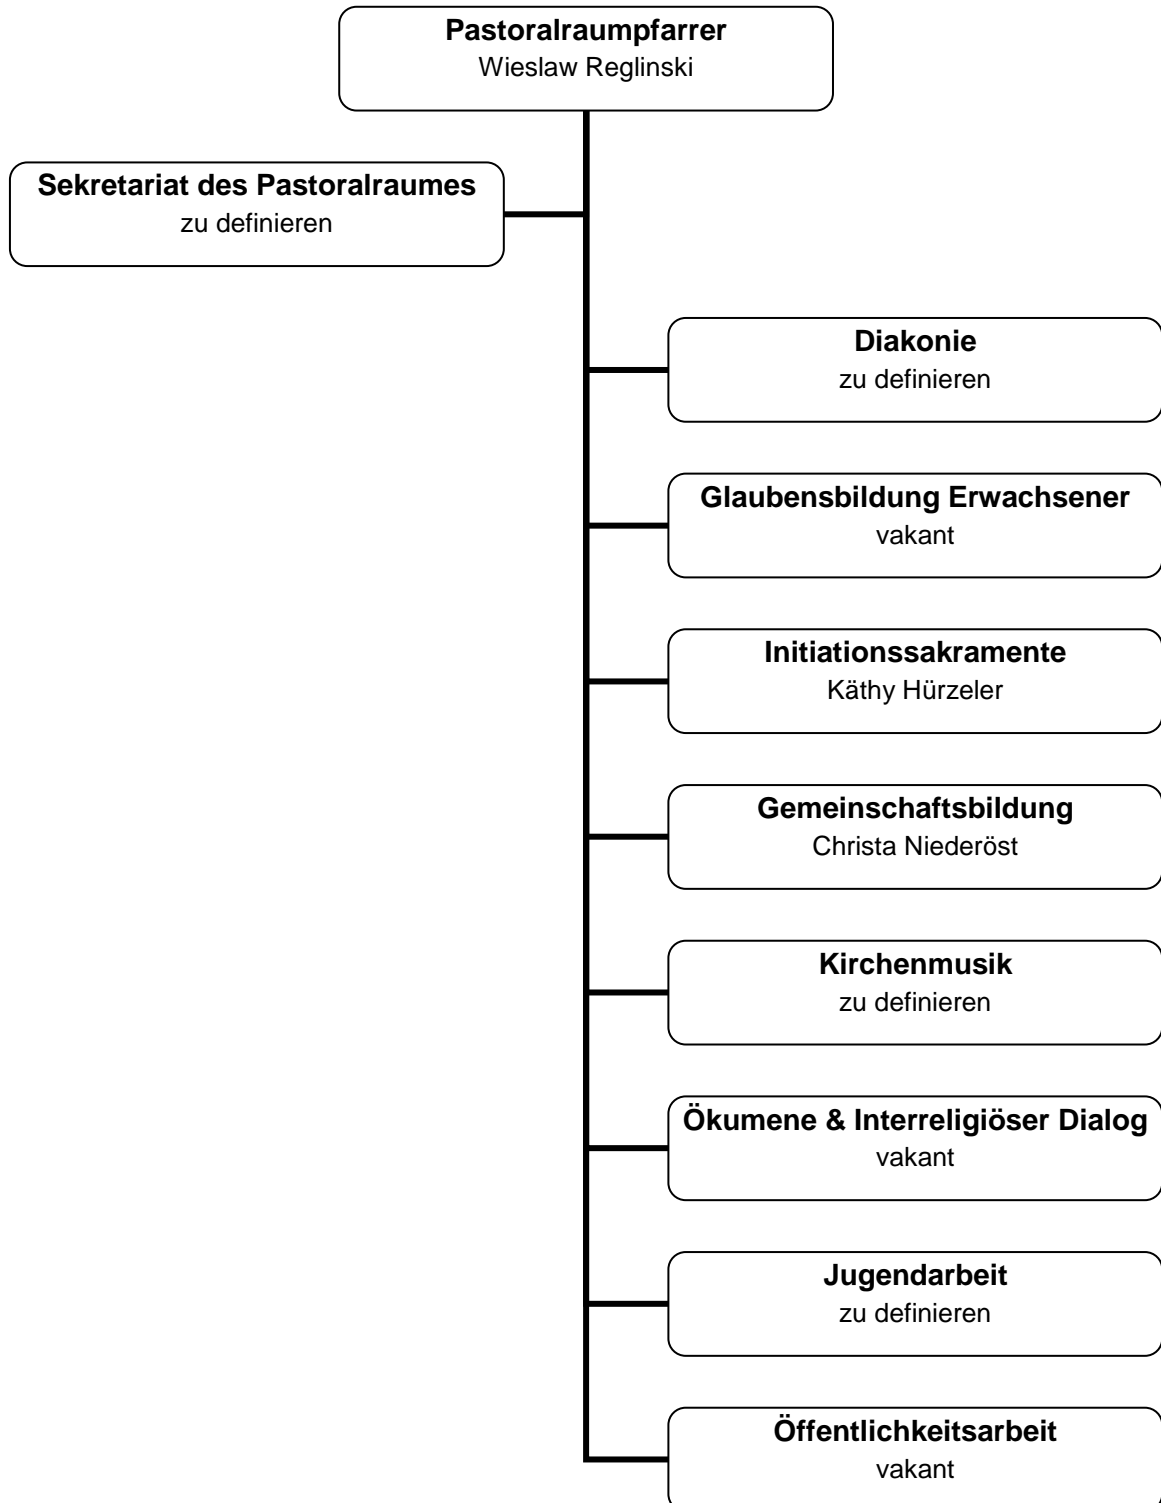 Pastoralraumpfarrer
Wieslaw Reglinski
Sekretariat des Pastoralraumes
zu definieren
Diakonie
zu definieren
Glaubensbildung Erwachsener
vakant
Initiationssakramente
Käthy Hürzeler
Gemeinschaftsbildung
Christa Niederöst
Kirchenmusik
zu definieren
Ökumene & Interreligiöser Dialog
vakant
Jugendarbeit
zu definieren
Öffentlichkeitsarbeit
vakant